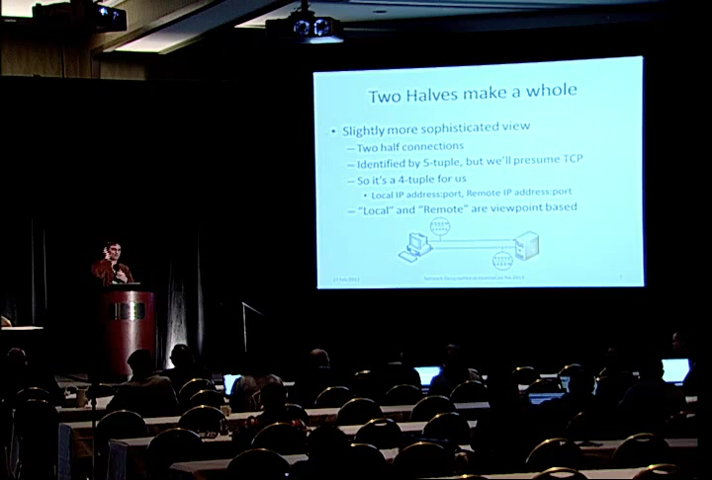 Two Halves make a whole
• Slightly more sophisticated view
—Two half connections
—Identified by 5-tuple, but we'll presume TCP
—So it's a 4-tuple for us
• Local IP address:port, Remote IP address:port
—"Local" and "Remote" are viewpoint based